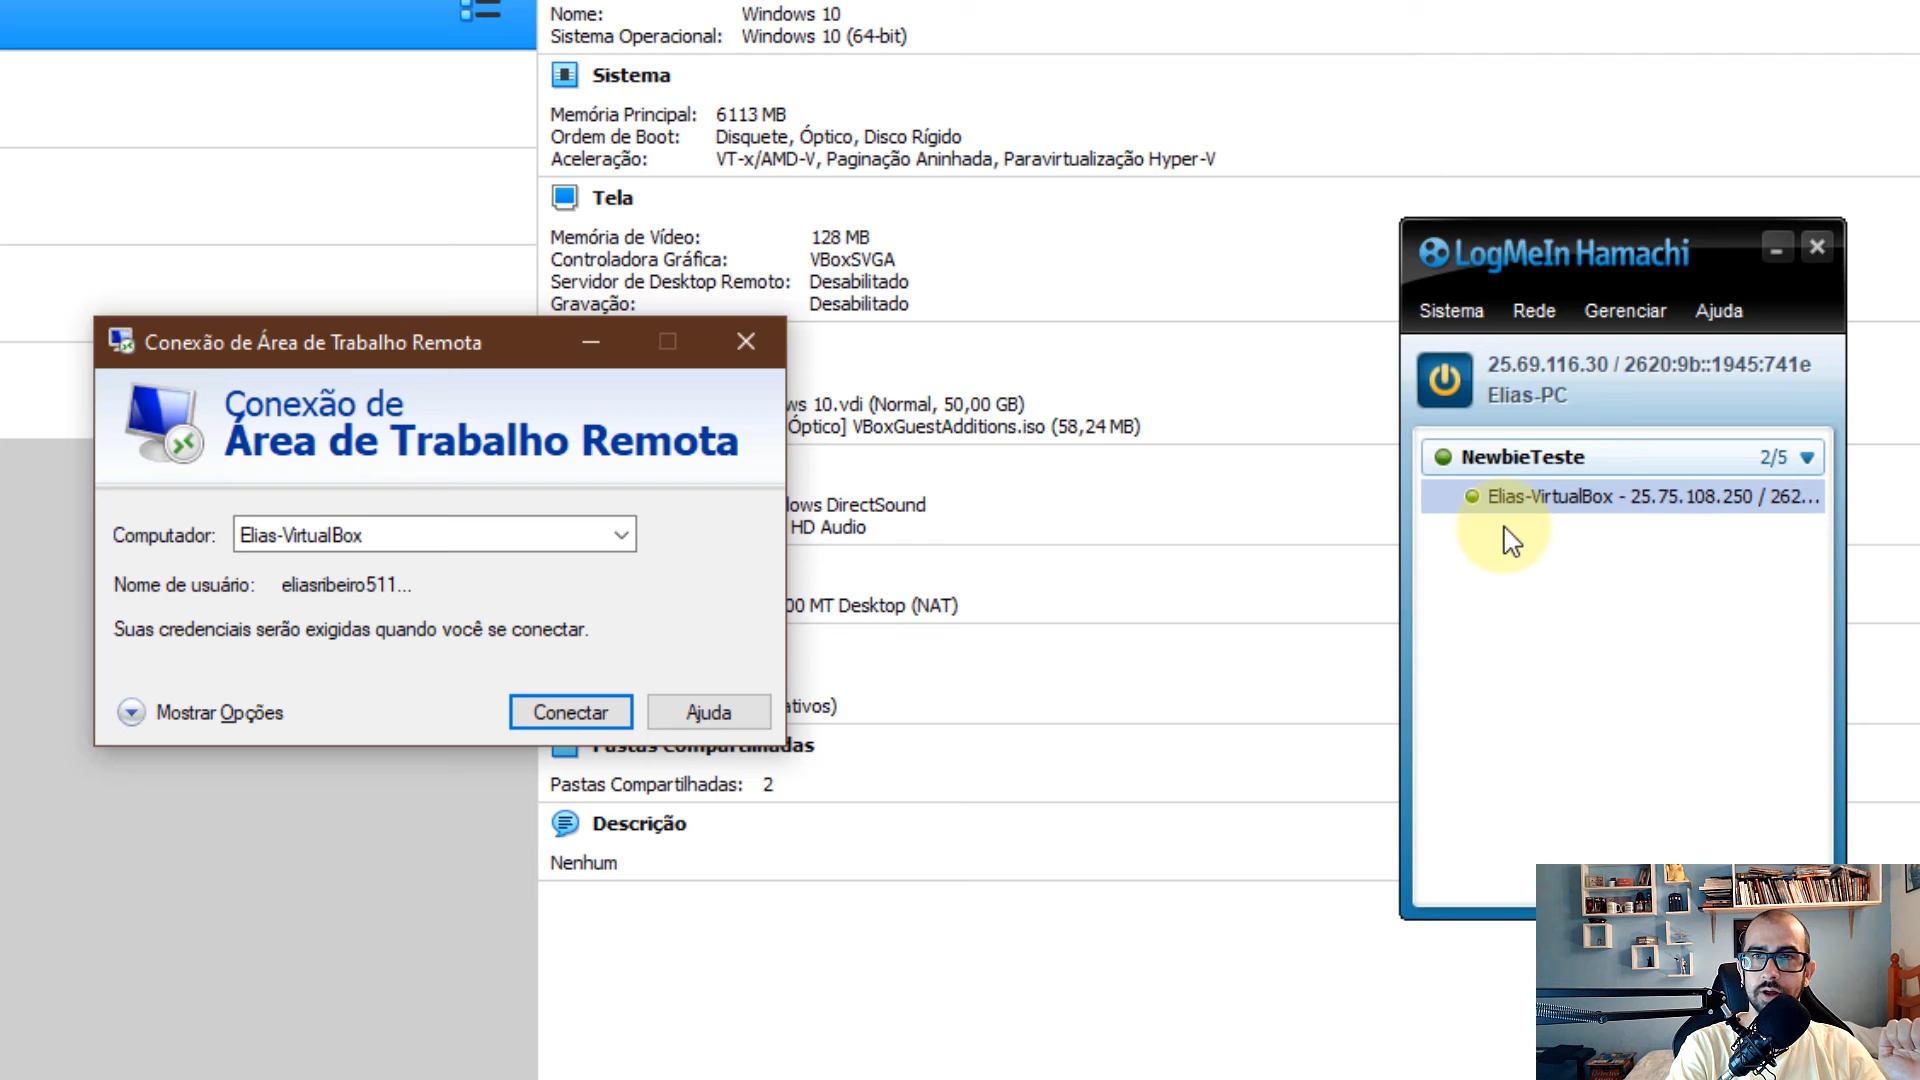 Nome: Windows 10
Sistema Operacional: Windows 10 (64-bit)
Sistema
Memória Principal: 6113 MB
Ordem de Boot: Disquete, Óptico, Disco Rígido
Aceleração: VT-x/AMD-V, Paginação Aninhada, Paravirtualização Hyper-V
Tela
Memória de Vídeo: 128 MB
Controladora Gráfica: VBoxSVGA
Servidor de Desktop Remoto: Desabilitado
Gravação: Desabilitado
ws 10.vdi (Normal, 50,00 GB)
Óptico] VBoxGuestAdditions.iso (58,24 MB)
lows DirectSound
HD Audio
00 MT Desktop (NAT)
ativos)
Pastas Compartilhadas
Pastas Compartilhadas: 2
Descrição
Nenhum
Conexão de Área de Trabalho Remota
Conexão de
Área de Trabalho Remota
Computador: Elias-VirtualBox
Nome de usuário: eliasribeiro511...
Suas credenciais serão exigidas quando você se conectar.
Mostrar Opções
Conectar
Ajuda
LogMeIn Hamachi
Sistema Rede Gerenciar Ajuda
25.69.116.30 / 2620:9b::1945:741e
Elias-PC
NewbieTeste 2/5
Elias-VirtualBox - 25.75.108.250 / 262...